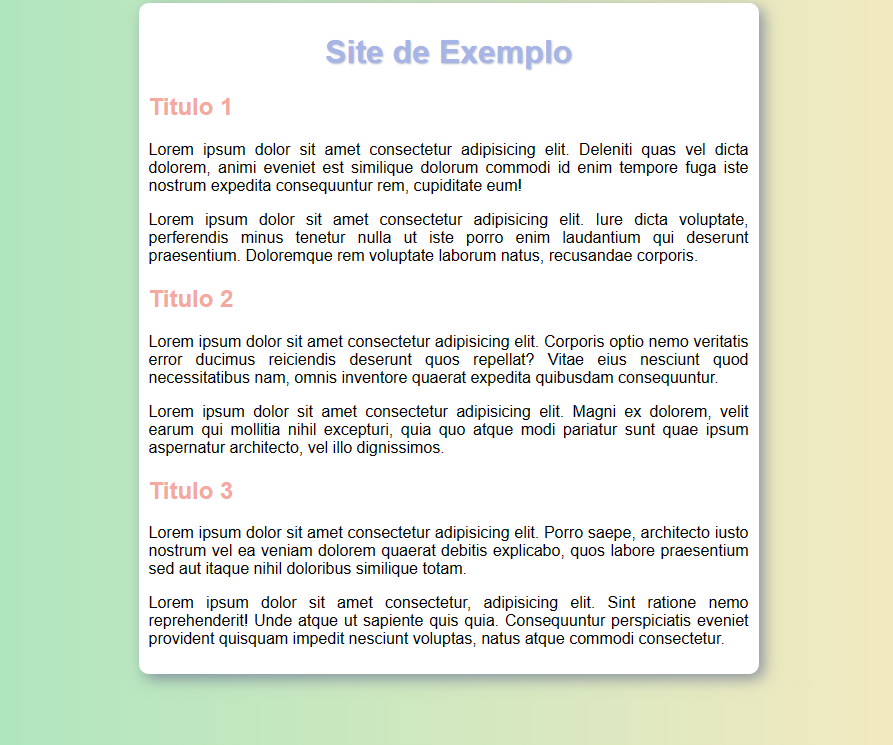 Site de Exemplo
Titulo 1
Lorem ipsum dolor sit amet consectetur adipisicing elit. Deleniti quas vel dicta
dolorem, animi eveniet est similique dolorum commodi id enim tempore fuga iste
nostrum expedita consequuntur rem, cupiditate eum!
Lorem ipsum dolor sit amet consectetur adipisicing elit. Iure dicta voluptate,
perferendis minus tenetur nulla ut iste porro enim laudantium qui deserunt
praesentium. Doloremque rem voluptate laborum natus, recusandae corporis.
Titulo 2
Lorem ipsum dolor sit amet consectetur adipisicing elit. Corporis optio nemo veritatis
error ducimus reiciendis deserunt quos repellat? Vitae eius nesciunt quod
necessitatibus nam, omnis inventore quaerat expedita quibusdam consequuntur.
Lorem ipsum dolor sit amet consectetur adipisicing elit. Magni ex dolorem, velit
earum qui mollitia nihil excepturi, quia quo atque modi pariatur sunt quae ipsum
aspernatur architecto, vel illo dignissimos.
Titulo 3
Lorem ipsum dolor sit amet consectetur adipisicing elit. Porro saepe, architecto iusto
nostrum vel ea veniam dolorem quaerat debitis explicabo, quos labore praesentium
sed aut itaque nihil doloribus similique totam.
Lorem ipsum dolor sit amet consectetur, adipisicing elit. Sint ratione nemo
reprehenderit! Unde atque ut sapiente quis quia. Consequuntur perspiciatis eveniet
provident quisquam impedit nesciunt voluptas, natus atque commodi consectetur.